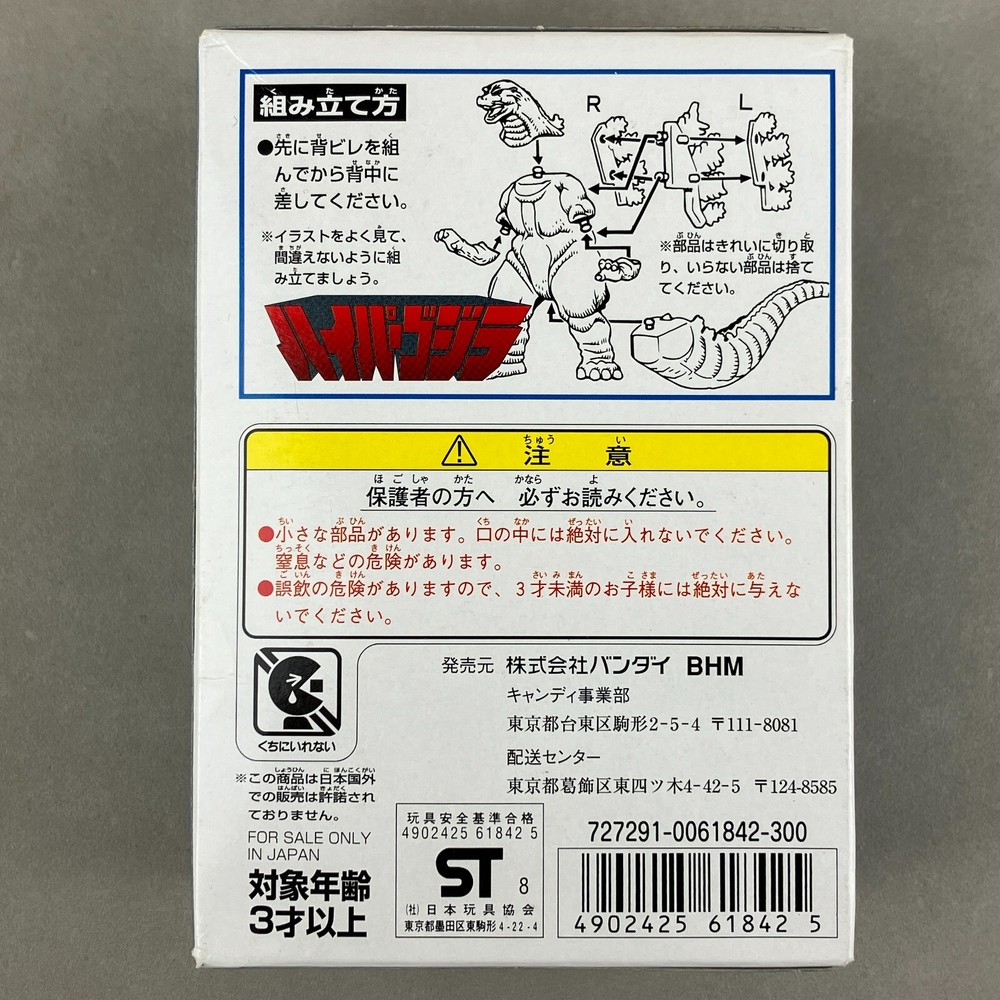 組み立て方
●先に背ビレを組
んでから背中に
差してください。
※イラストをよく見て、
間違えないように組
み立てましょう。
R
L
※部品はきれいに切り取
り、いらない部品は捨て
てください。
ハイパーゴジラ
⚠ 注意
保護者の方へ 必ずお読みください。
●小さな部品があります。口の中には絶対に入れないでください。
窒息などの危険があります。
●誤飲の危険がありますので、3才未満のお子様には絶対に与えな
いでください。
くちにいれない
発売元 株式会社バンダイ BHM
キャンディ事業部
東京都台東区駒形2-5-4 〒111-8081
配送センター
東京都葛飾区東四ツ木4-42-5 〒124-8585
※この商品は日本国外
での販売は許諾され
ておりません。
FOR SALE ONLY
IN JAPAN
対象年齢
3才以上
玩具安全基準合格
4902425 61842 5
ST 8
(社)日本玩具協会
東京都墨田区東駒形4-22-4
727291-0061842-300
4902425 61842 5